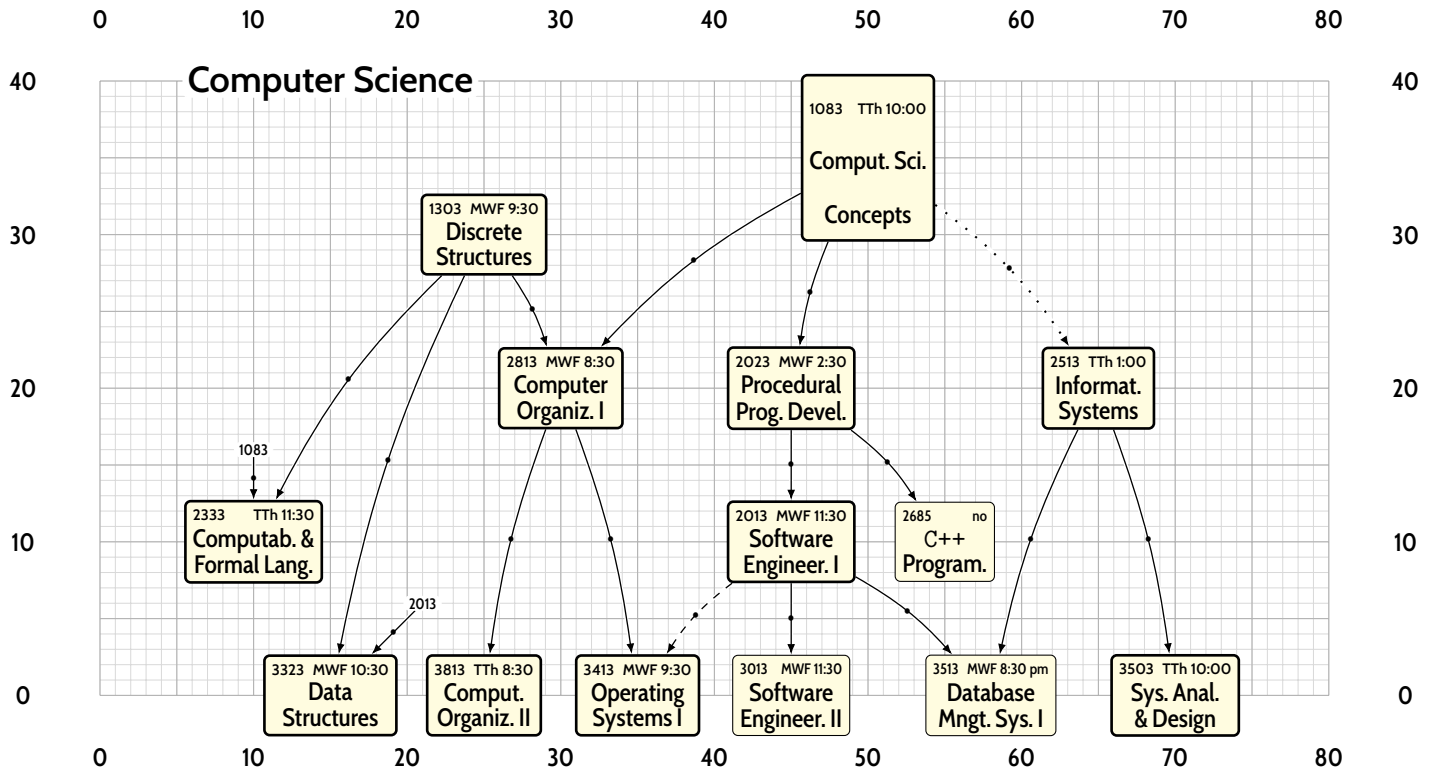 0 10 20 30 40 50 60 70 80
40 Computer Science 40
1083 TTh 10:00
Comput. Sci.
Concepts
1303 MWF 9:30
Discrete
Structures
30 30
2813 MWF 8:30
Computer
Organiz. I
2023 MWF 2:30
Procedural
Prog. Devel.
2513 TTh 1:00
Informat.
Systems
20 20
1083
2333 TTh 11:30
Computab. &
Formal Lang.
2013 MWF 11:30
Software
Engineer. I
2685 no
C++
Program.
10 10
2013
3323 MWF 10:30
Data
Structures
3813 TTh 8:30
Comput.
Organiz. II
3413 MWF 9:30
Operating
Systems I
3013 MWF 11:30
Software
Engineer. II
3513 MWF 8:30 pm
Database
Mngt. Sys. I
3503 TTh 10:00
Sys. Anal.
& Design
0 0
0 10 20 30 40 50 60 70 80